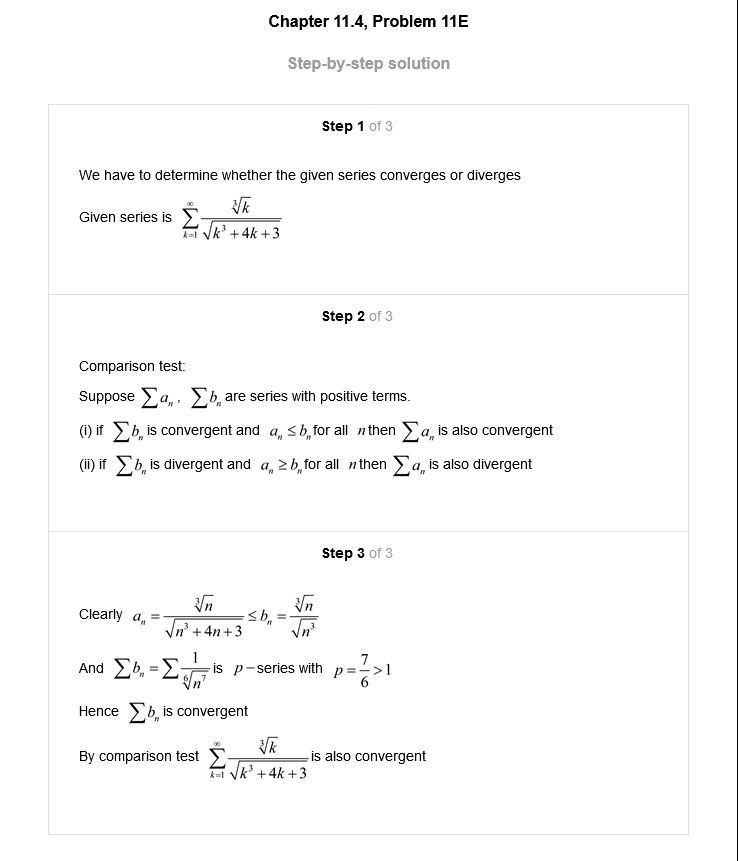 Chapter 11.4, Problem 11E
Step-by-step solution
Step 1 of 3
We have to determine whether the given series converges or diverges
Given series is $\sum_{k=1}^{\infty} \frac{\sqrt[3]{k}}{\sqrt{k^3+4k+3}}$
Step 2 of 3
Comparison test:
Suppose $\sum a_n$, $\sum b_n$ are series with positive terms.
(i) if $\sum b_n$ is convergent and $a_n \le b_n$ for all $n$ then $\sum a_n$ is also convergent
(ii) if $\sum b_n$ is divergent and $a_n \ge b_n$ for all $n$ then $\sum a_n$ is also divergent
Step 3 of 3
Clearly $a_n = \frac{\sqrt[3]{n}}{\sqrt{n^3+4n+3}} \le b_n = \frac{\sqrt[3]{n}}{\sqrt{n^3}}$
And $\sum b_n = \sum \frac{1}{\sqrt[6]{n^7}}$ is $p$-series with $p = \frac{7}{6} > 1$
Hence $\sum b_n$ is convergent
By comparison test $\sum_{k=1}^{\infty} \frac{\sqrt[3]{k}}{\sqrt{k^3+4k+3}}$ is also convergent